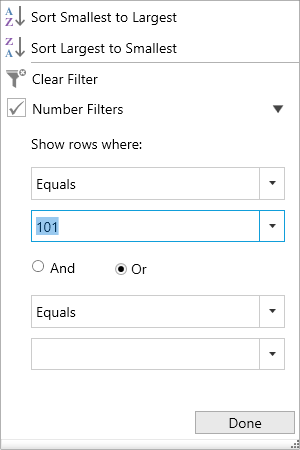 Sort Smallest to Largest
Sort Largest to Smallest
Clear Filter
Number Filters
Show rows where:
Equals
101
And Or
Equals
Done